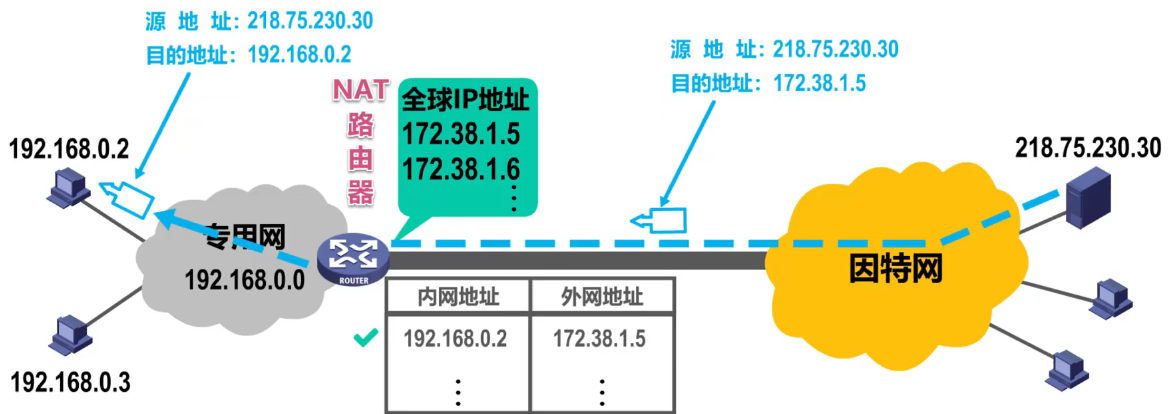 源 地 址：218.75.230.30
目的地址：192.168.0.2
源 地 址：218.75.230.30
目的地址：172.38.1.5
NAT
路
由
器
全球IP地址
172.38.1.5
172.38.1.6
⋮
192.168.0.2
218.75.230.30
专用网
192.168.0.0
ROUTER
因特网
内网地址 外网地址
192.168.0.2 172.38.1.5
⋮ ⋮
192.168.0.3